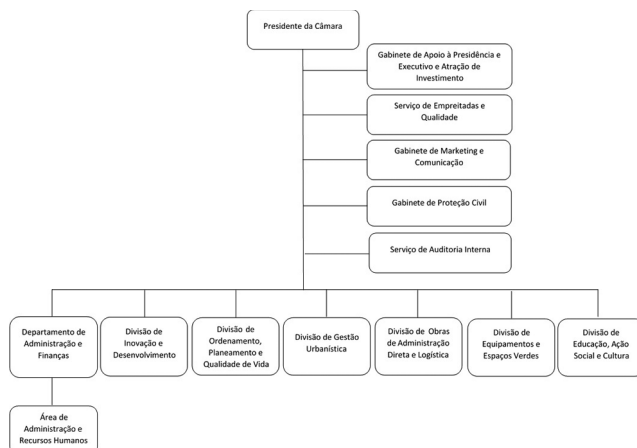 Presidente da Câmara
Gabinete de Apoio à Presidência e
Executivo e Atração de
Investimento
Serviço de Empreitadas e
Qualidade
Gabinete de Marketing e
Comunicação
Gabinete de Proteção Civil
Serviço de Auditoria Interna
Departamento de
Administração e
Finanças
Divisão de
Inovação e
Desenvolvimento
Divisão de
Ordenamento,
Planeamento e
Qualidade de Vida
Divisão de Gestão
Urbanística
Divisão de Obras
de Administração
Direta e Logística
Divisão de
Equipamentos e
Espaços Verdes
Divisão de
Educação, Ação
Social e Cultura
Área de
Administração e
Recursos Humanos